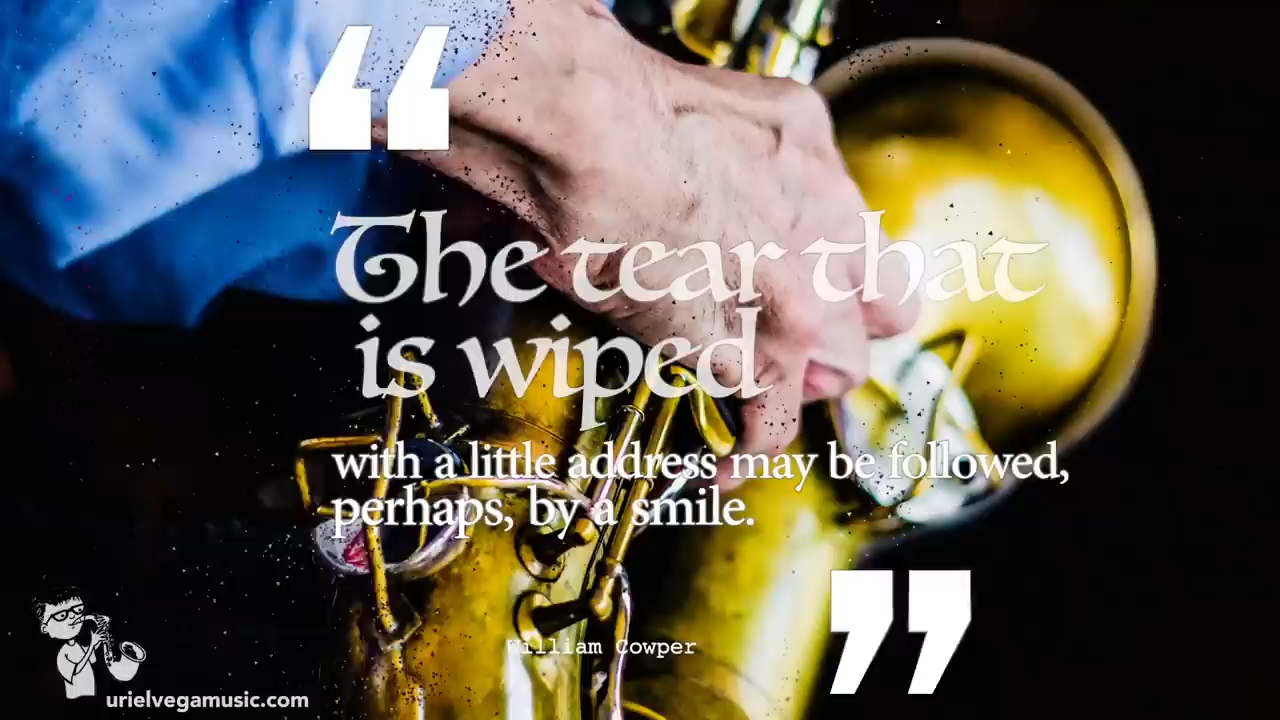 “
The tear that
is wiped
with a little address may be followed,
perhaps, by a smile.
”
William Cowper
urielvegamusic.com